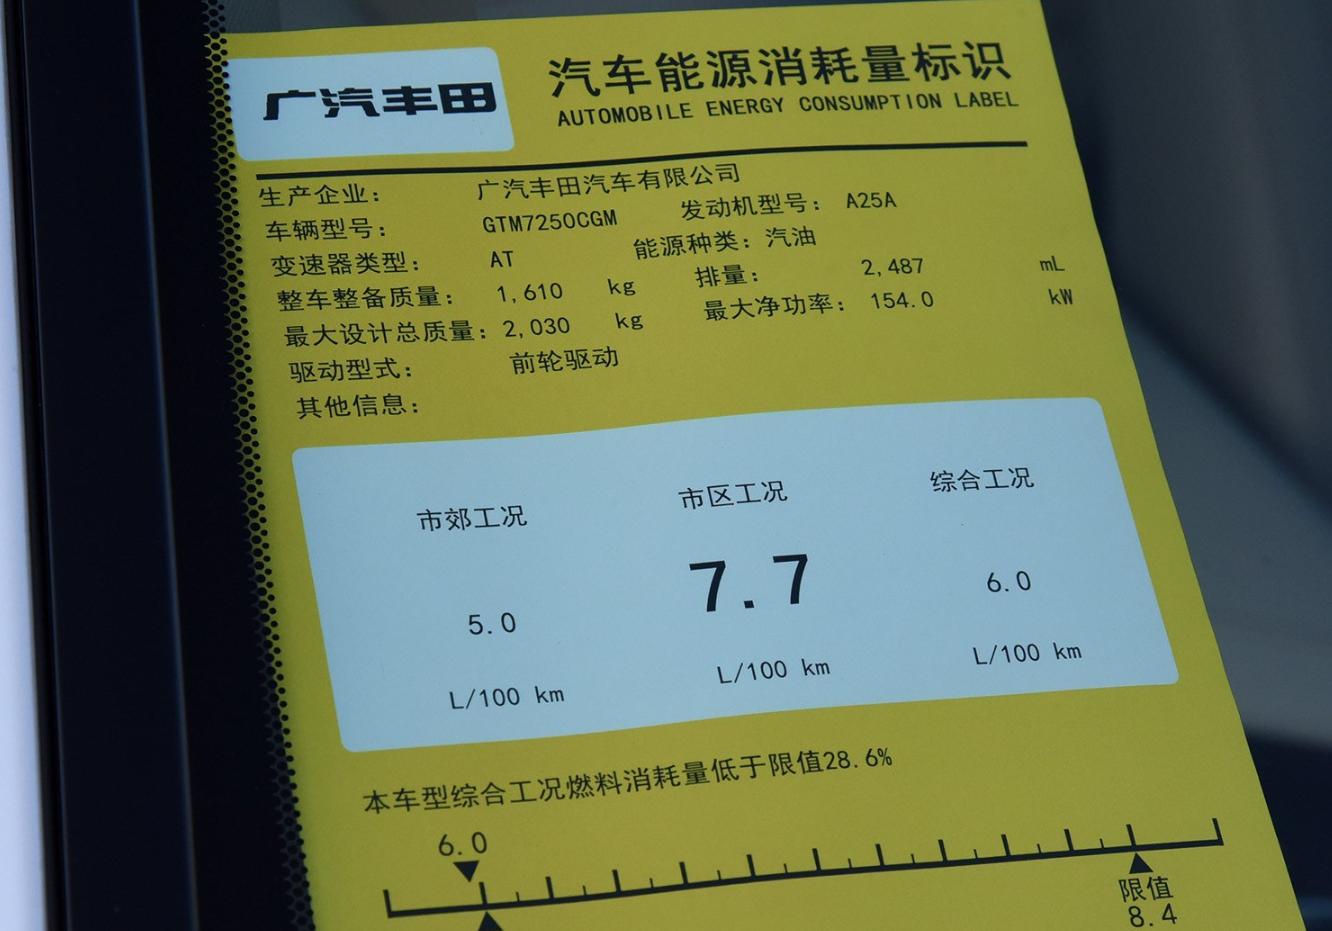 广汽丰田
汽车能源消耗量标识
AUTOMOBILE ENERGY CONSUMPTION LABEL
生产企业: 广汽丰田汽车有限公司
车辆型号: GTM7250CGM 发动机型号: A25A
变速器类型: AT 能源种类: 汽油
整车整备质量: 1,610 kg 排量: 2,487 mL
最大设计总质量: 2,030 kg 最大净功率: 154.0 kW
驱动型式: 前轮驱动
其他信息:
市郊工况 市区工况 综合工况
5.0 7.7 6.0
L/100 km L/100 km L/100 km
本车型综合工况燃料消耗量低于限值28.6%
6.0
限值
8.4